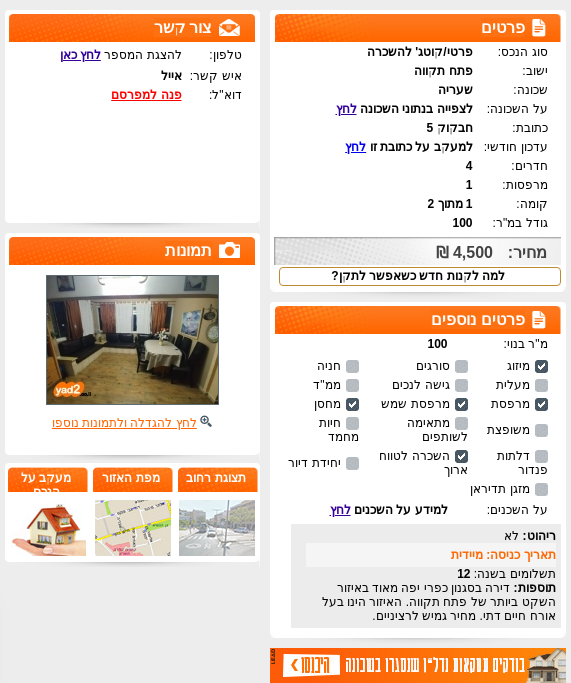 פרטים
סוג הנכס: פרטי/קוטג' להשכרה
ישוב: פתח תקווה
שכונה: שעריה
על השכונה: לצפייה בנתוני השכונה לחץ
כתובת: חבקוק 5
עדכון חודשי: למעקב על כתובת זו לחץ
חדרים: 4
מרפסות: 1
קומה: 1 מתוך 2
גודל במ"ר: 100
מחיר: 4,500 ₪
למה לקנות חדש כשאפשר לתקן?
פרטים נוספים
מ"ר בנוי: 100
מיזוג סורגים חניה
מעלית גישה לנכים ממ"ד
מרפסת מרפסת שמש מחסן
משופצת מתאימה לשותפים חיות מחמד
דלתות פנדור השכרה לטווח ארוך יחידת דיור
מזגן תדיראן
על השכנים: למידע על השכנים לחץ
ריהוט: לא
תאריך כניסה: מיידית
תשלומים בשנה: 12
תוספות: דירה בסגנון כפרי יפה מאוד באיזור
השקט ביותר של פתח תקווה. האיזור הינו בעל
אורח חיים דתי. מחיר גמיש לרציניים.
בודקים עסקאות נדל"ן שנסגרו בשכונה
היכנסו
צור קשר
טלפון: להצגת המספר לחץ כאן
איש קשר: אייל
דוא"ל: פנה למפרסם
תמונות
yad2
לחץ להגדלה ולתמונות נוספו
תצוגת רחוב
מפת האזור
מעקב על
הנכס